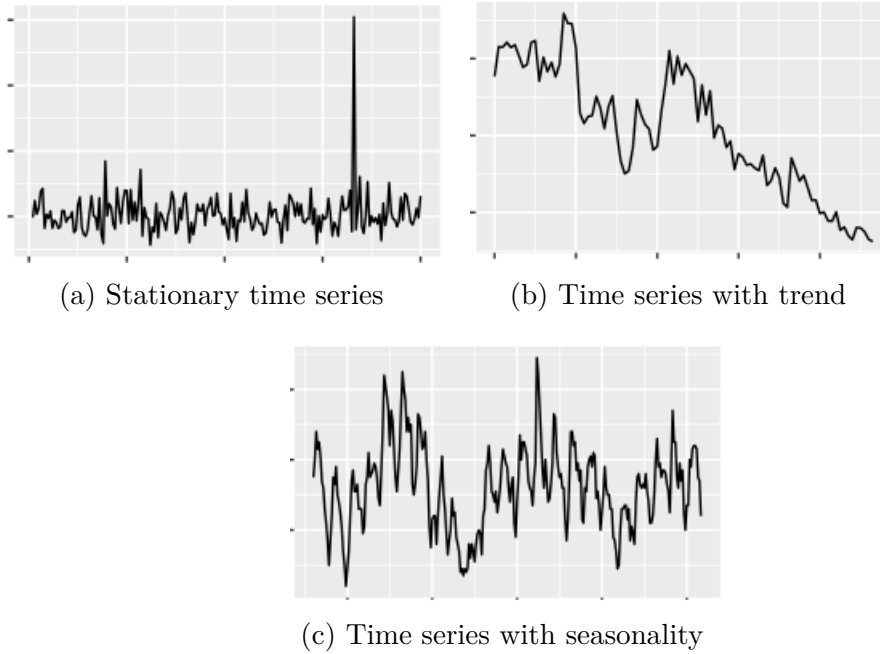 (a) Stationary time series
(b) Time series with trend
(c) Time series with seasonality